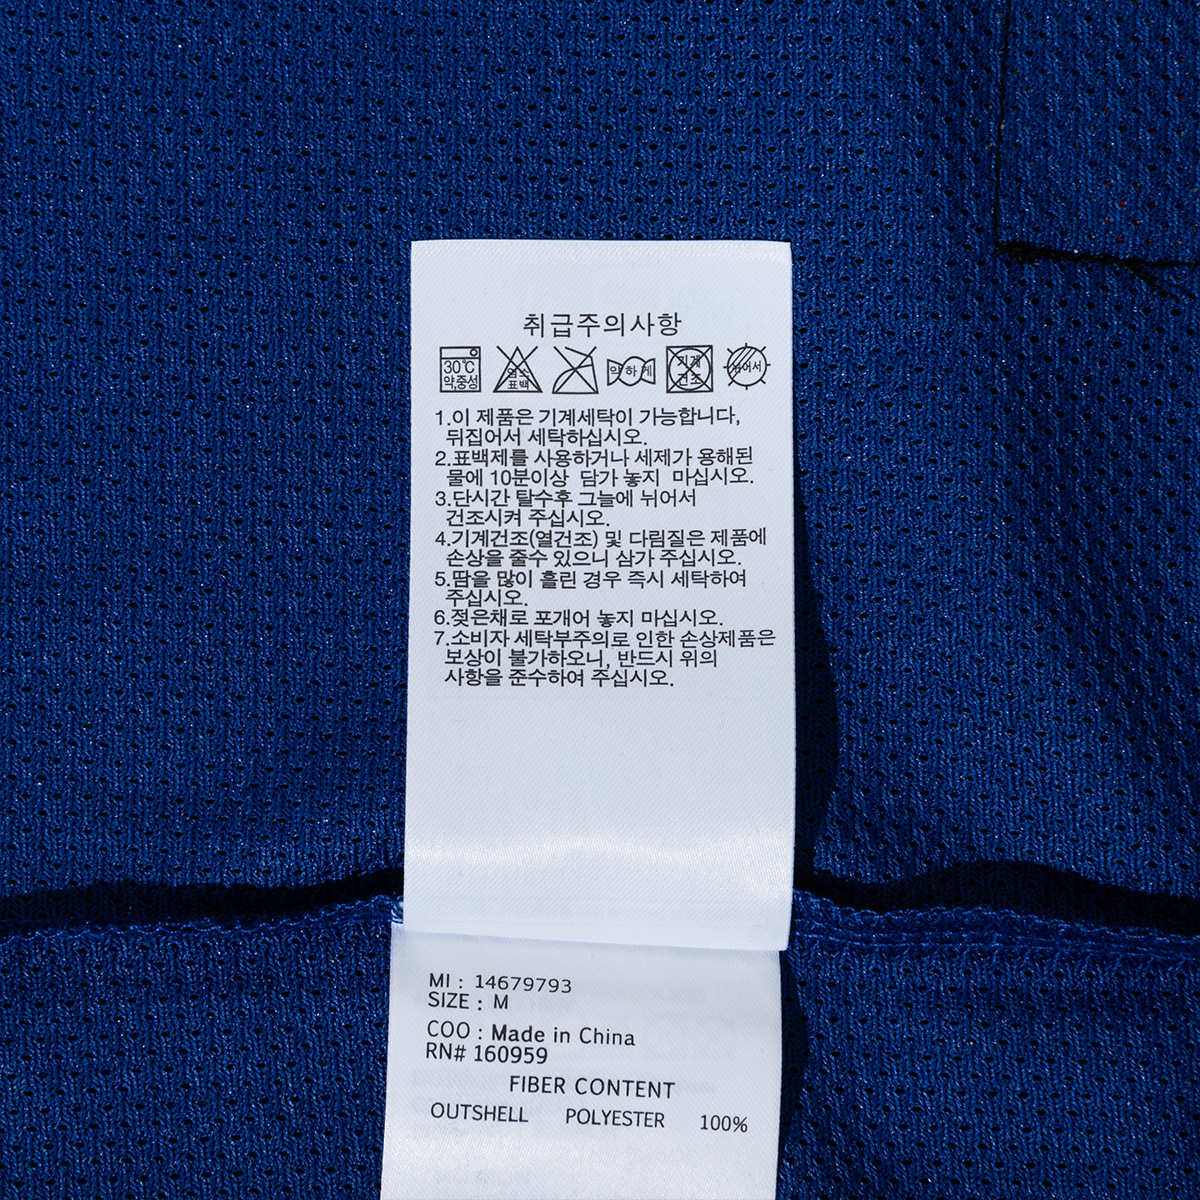 취급주의사항
30℃
약,중성
염소
표백
약하게
기계
건조
뉘어서
1.이 제품은 기계세탁이 가능합니다,
뒤집어서 세탁하십시오.
2.표백제를 사용하거나 세제가 용해된
물에 10분이상 담가 놓지 마십시오.
3.단시간 탈수후 그늘에 뉘어서
건조시켜 주십시오.
4.기계건조(열건조) 및 다림질은 제품에
손상을 줄수 있으니 삼가 주십시오.
5.땀을 많이 흘린 경우 즉시 세탁하여
주십시오.
6.젖은채로 포개어 놓지 마십시오.
7.소비자 세탁부주의로 인한 손상제품은
보상이 불가하오니, 반드시 위의
사항을 준수하여 주십시오.
MI : 14679793
SIZE : M
COO : Made in China
RN# 160959
FIBER CONTENT
OUTSHELL POLYESTER 100%